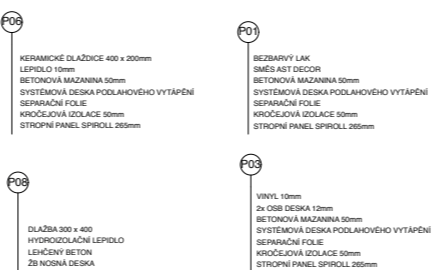 P06
KERAMICKÉ DLAŽDICE 400 x 200mm
LEPIDLO 10mm
BETONOVÁ MAZANINA 50mm
SYSTÉMOVÁ DESKA PODLAHOVÉHO VYTÁPĚNÍ
SEPARAČNÍ FOLIE
KROČEJOVÁ IZOLACE 50mm
STROPNÍ PANEL SPIROLL 265mm
P01
BEZBARVÝ LAK
SMĚS AST DECOR
BETONOVÁ MAZANINA 50mm
SYSTÉMOVÁ DESKA PODLAHOVÉHO VYTÁPĚNÍ
SEPARAČNÍ FOLIE
KROČEJOVÁ IZOLACE 50mm
STROPNÍ PANEL SPIROLL 265mm
P08
DLAŽBA 300 x 400
HYDROIZOLAČNÍ LEPIDLO
LEHČENÝ BETON
ŽB NOSNÁ DESKA
P03
VINYL 10mm
2x OSB DESKA 12mm
BETONOVÁ MAZANINA 50mm
SYSTÉMOVÁ DESKA PODLAHOVÉHO VYTÁPĚNÍ
SEPARAČNÍ FOLIE
KROČEJOVÁ IZOLACE 50mm
STROPNÍ PANEL SPIROLL 265mm